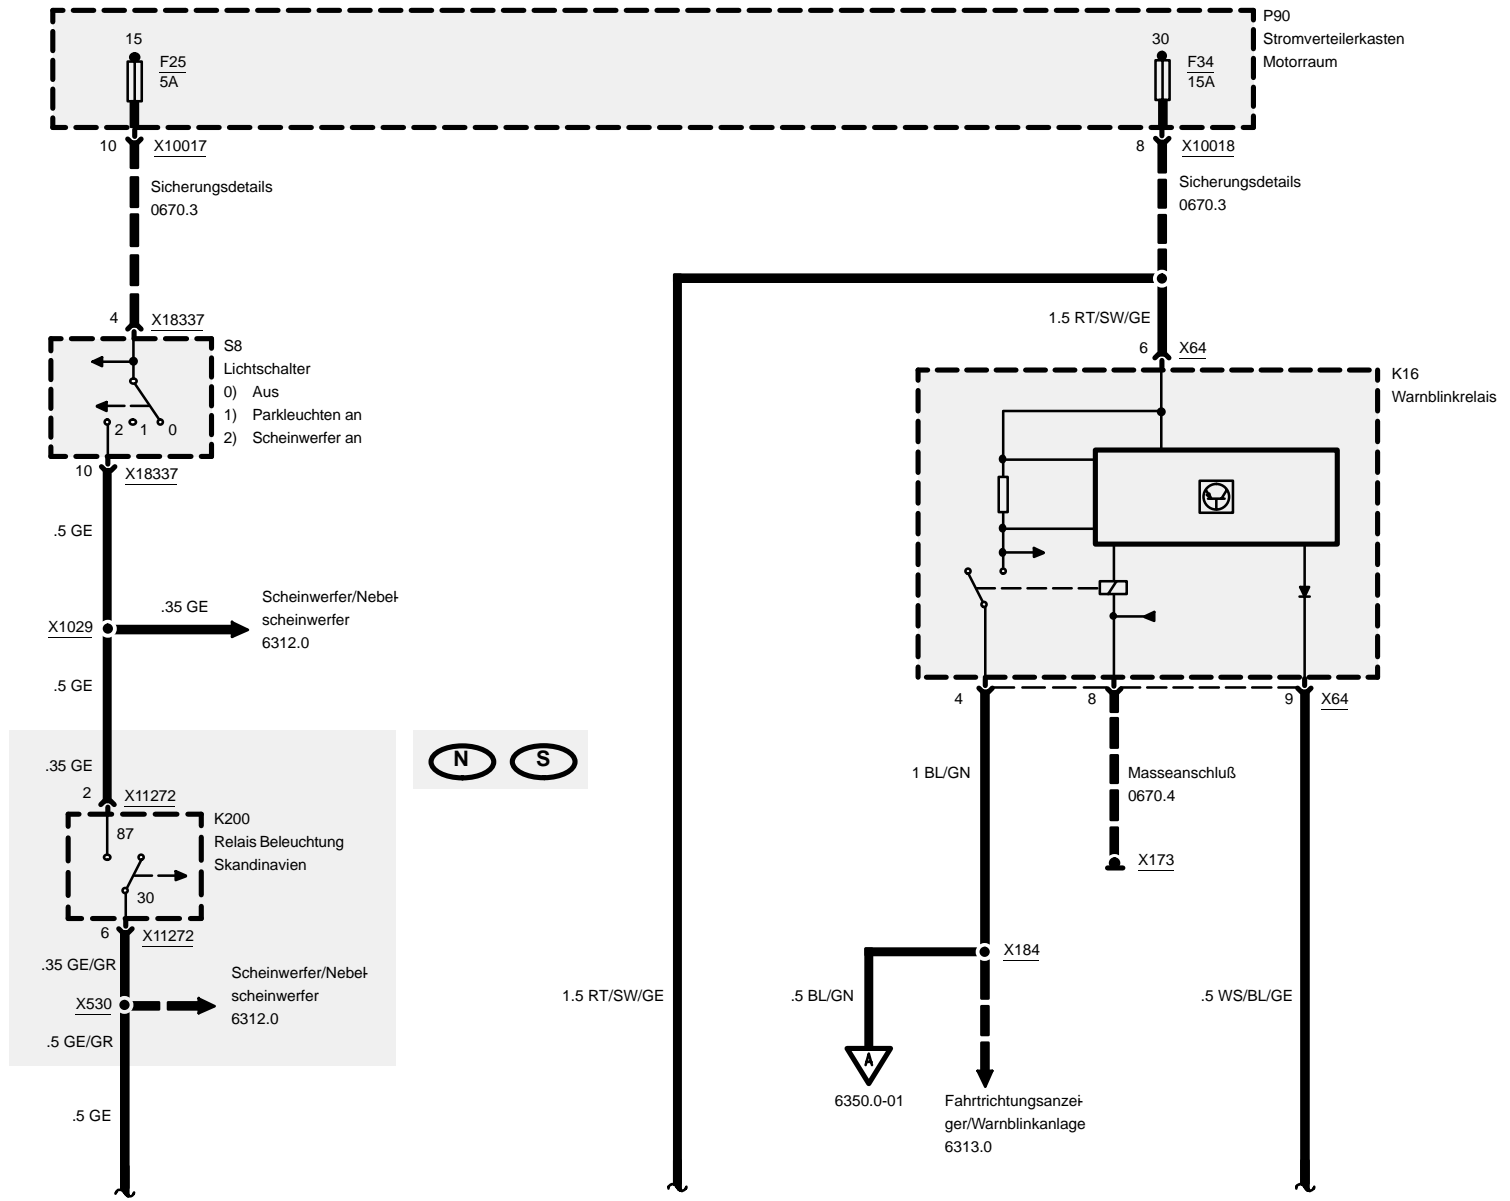 P90
Stromverteilerkasten
Motorraum
15
F25
5A
30
F34
15A
10
X10017
8
X10018
Sicherungsdetails
0670.3
Sicherungsdetails
0670.3
4
X18337
S8
Lichtschalter
0) Aus
1) Parkleuchten an
2) Scheinwerfer an
2
1
0
10
X18337
1.5 RT/SW/GE
6
X64
K16
Warnblinkrelais
.5 GE
.35 GE
X1029
Scheinwerfer/Nebel-
scheinwerfer
6312.0
.5 GE
4
8
9
X64
N
S
.35 GE
2
X11272
K200
Relais Beleuchtung
Skandinavien
87
30
6
X11272
1 BL/GN
Masseanschluß
0670.4
X173
.35 GE/GR
X530
Scheinwerfer/Nebel-
scheinwerfer
6312.0
.5 GE/GR
X184
1.5 RT/SW/GE
.5 BL/GN
.5 WS/BL/GE
A
6350.0-01
Fahrtrichtungsanzei-
ger/Warnblinkanlage
6313.0
.5 GE